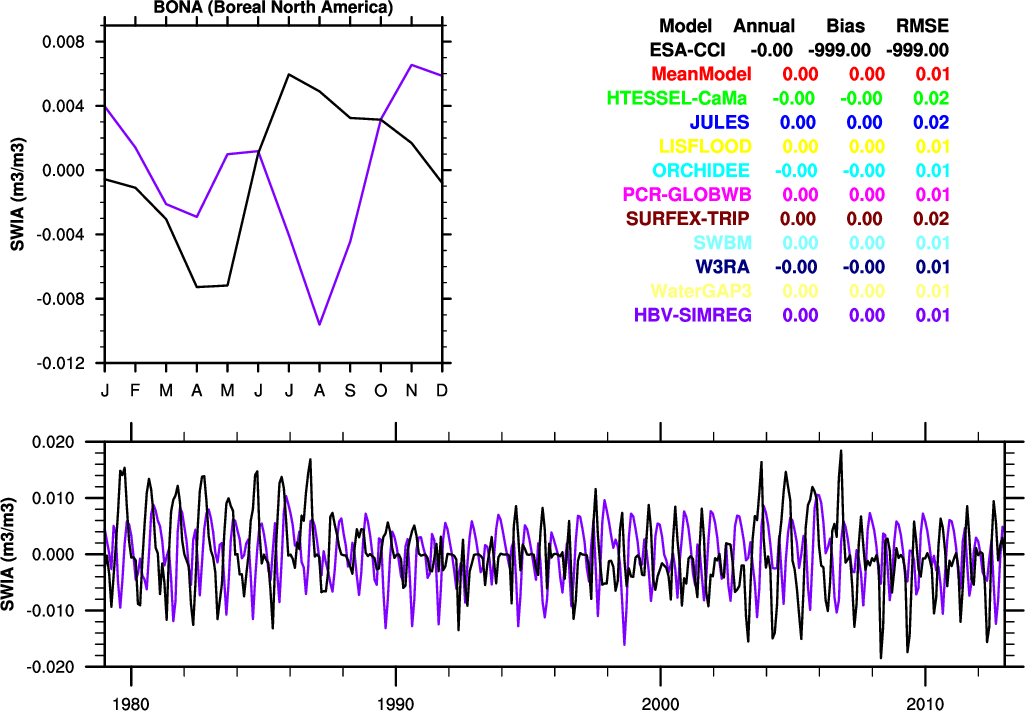 BONA (Boreal North America)
0.008
0.004
0.000
-0.004
-0.008
-0.012
SWIA (m3/m3)
J F M A M J J A S O N D
Model Annual Bias RMSE
ESA-CCI -0.00 -999.00 -999.00
MeanModel 0.00 0.00 0.01
HTESSEL-CaMa -0.00 -0.00 0.02
JULES 0.00 0.00 0.02
LISFLOOD 0.00 0.00 0.01
ORCHIDEE -0.00 -0.00 0.01
PCR-GLOBWB 0.00 0.00 0.01
SURFEX-TRIP 0.00 0.00 0.02
SWBM 0.00 0.00 0.01
W3RA -0.00 -0.00 0.01
WaterGAP3 0.00 0.00 0.01
HBV-SIMREG 0.00 0.00 0.01
0.020
0.010
0.000
-0.010
-0.020
SWIA (m3/m3)
1980 1990 2000 2010